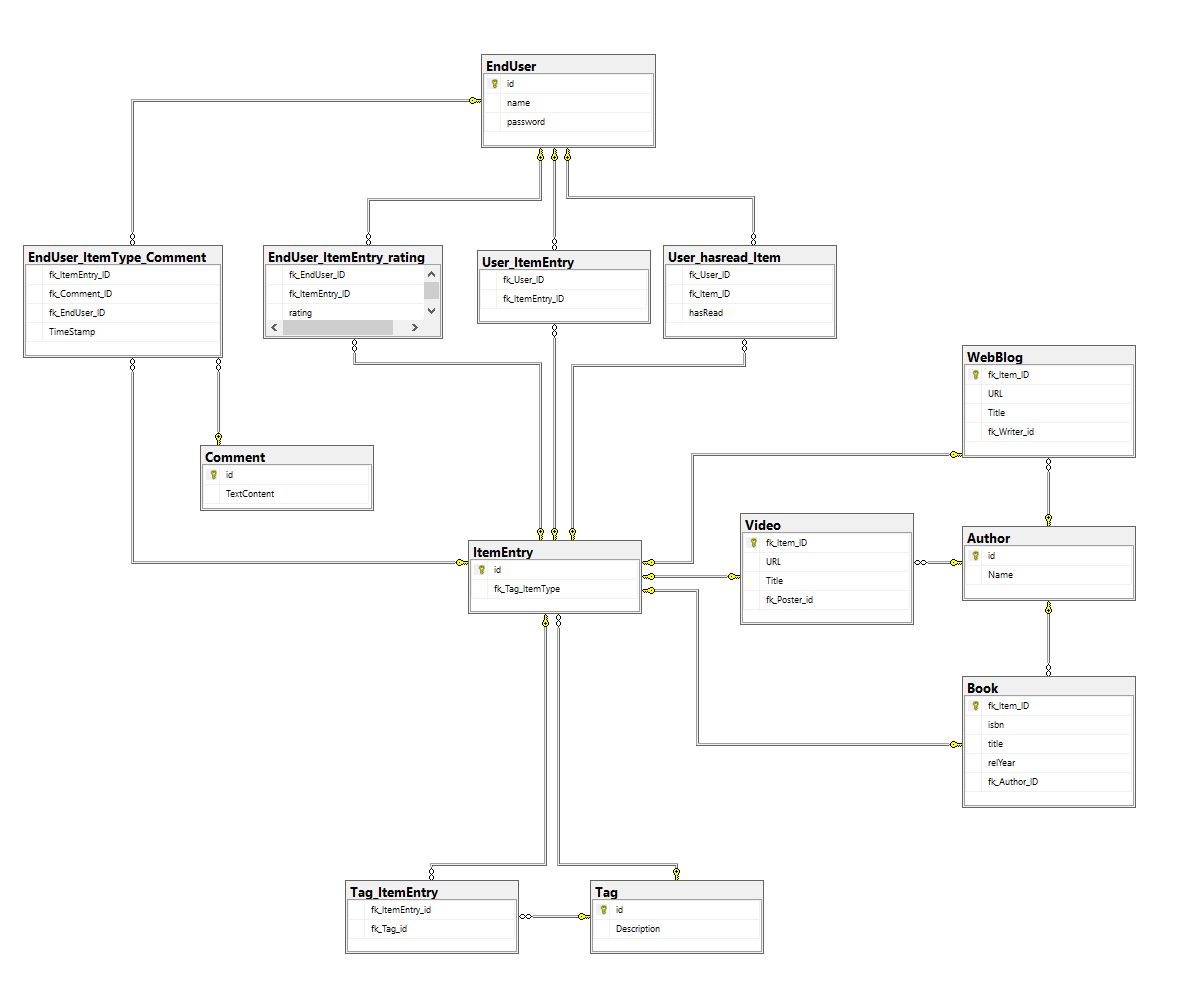 EndUser
id
name
password
EndUser_ItemType_Comment
fk_ItemEntry_ID
fk_Comment_ID
fk_EndUser_ID
TimeStamp
EndUser_ItemEntry_rating
fk_EndUser_ID
fk_ItemEntry_ID
rating
User_ItemEntry
fk_User_ID
fk_ItemEntry_ID
User_hasread_Item
fk_User_ID
fk_Item_ID
hasRead
WebBlog
fk_Item_ID
URL
Title
fk_Writer_id
Comment
id
TextContent
ItemEntry
id
fk_Tag_ItemType
Video
fk_Item_ID
URL
Title
fk_Poster_id
Author
id
Name
Book
fk_Item_ID
isbn
title
relYear
fk_Author_ID
Tag_ItemEntry
fk_ItemEntry_id
fk_Tag_id
Tag
id
Description